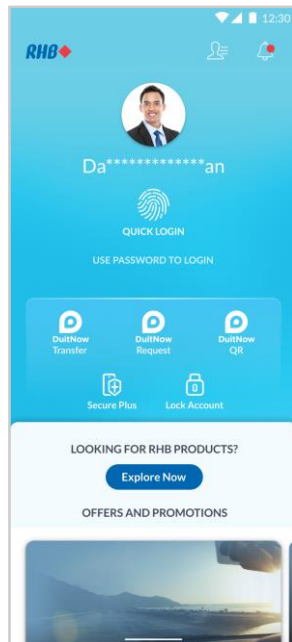 12:30
RHB
Da*************an
QUICK LOGIN
USE PASSWORD TO LOGIN
DuitNow
Transfer
DuitNow
Request
DuitNow
QR
Secure Plus
Lock Account
LOOKING FOR RHB PRODUCTS?
Explore Now
OFFERS AND PROMOTIONS